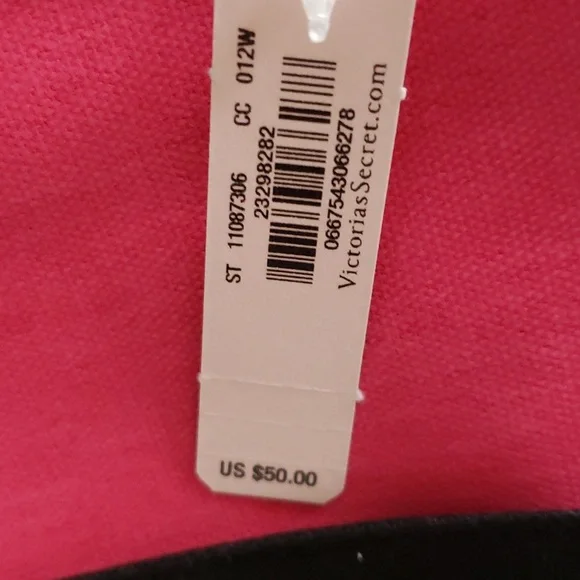 ST 11087306 CC 012W
23298282
0667543066278
VictoriasSecret.com
US $50.00